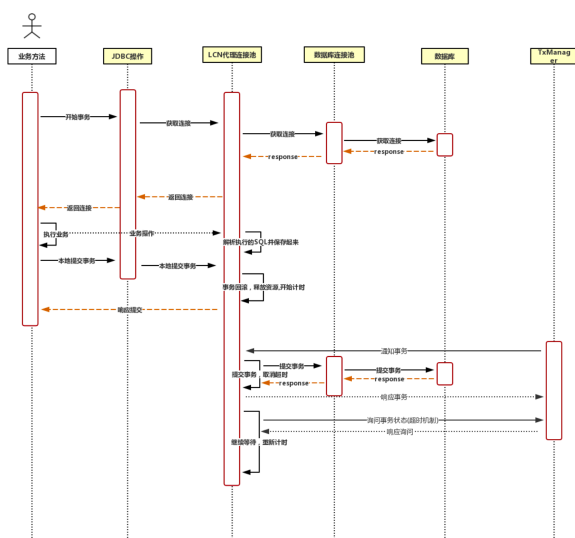 业务方法
JDBC操作
LCN代理连接池
数据库连接池
数据库
TxManag
er
开始事务
获取连接
获取连接
获取连接
response
response
返回连接
返回连接
执行业务
业务操作
解析执行的SQL并保存起来
本地提交事务
本地提交事务
事务回滚，释放资源,开始计时
响应提交
通知事务
提交事务
提交事务
提交事务，取消超时
response
response
响应事务
询问事务状态(超时机制)
响应询问
继续等待，重新计时